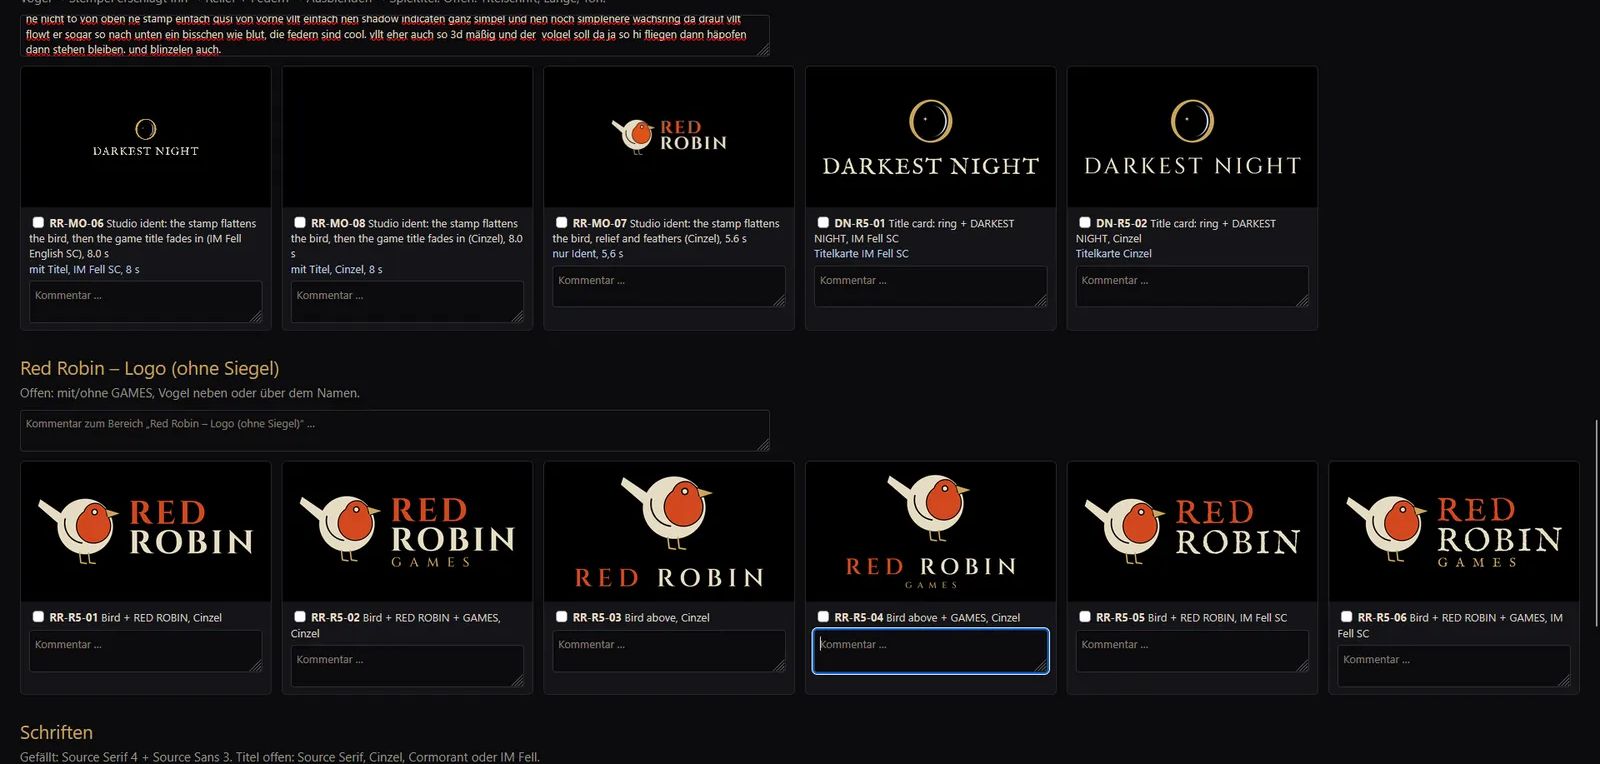 ne nicht to von oben ne stamp einfach qusi von vorne vllt einfach nen shadow indicaten ganz simpel und nen noch simplenere wachsring da drauf vllt
flowt er sogar so nach unten ein bisschen wie blut, die federn sind cool. vllt eher auch so 3d mäßig und der  volgel soll da ja so hi fliegen dann häpofen
dann stehen bleiben. und blinzelen auch.
DARKEST NIGHT
RED
ROBIN
DARKEST NIGHT
DARKEST NIGHT
RR-MO-06 Studio ident: the stamp flattens
the bird, then the game title fades in (IM Fell
English SC), 8.0 s
mit Titel, IM Fell SC, 8 s
Kommentar ...
RR-MO-08 Studio ident: the stamp flattens
the bird, then the game title fades in (Cinzel), 8.0
s
mit Titel, Cinzel, 8 s
Kommentar ...
RR-MO-07 Studio ident: the stamp flattens
the bird, relief and feathers (Cinzel), 5.6 s
nur Ident, 5,6 s
Kommentar ...
DN-R5-01 Title card: ring + DARKEST
NIGHT, IM Fell SC
Titelkarte IM Fell SC
Kommentar ...
DN-R5-02 Title card: ring + DARKEST
NIGHT, Cinzel
Titelkarte Cinzel
Kommentar ...
Red Robin – Logo (ohne Siegel)
Offen: mit/ohne GAMES, Vogel neben oder über dem Namen.
Kommentar zum Bereich „Red Robin – Logo (ohne Siegel)“ ...
RED
ROBIN
RED
ROBIN
GAMES
RED ROBIN
RED ROBIN
GAMES
RED
ROBIN
RED
ROBIN
GAMES
RR-R5-01 Bird + RED ROBIN, Cinzel
Kommentar ...
RR-R5-02 Bird + RED ROBIN + GAMES,
Cinzel
Kommentar ...
RR-R5-03 Bird above, Cinzel
Kommentar ...
RR-R5-04 Bird above + GAMES, Cinzel
Kommentar ...
RR-R5-05 Bird + RED ROBIN, IM Fell SC
Kommentar ...
RR-R5-06 Bird + RED ROBIN + GAMES, IM
Fell SC
Kommentar ...
Schriften
Gefällt: Source Serif 4 + Source Sans 3. Titel offen: Source Serif, Cinzel, Cormorant oder IM Fell.